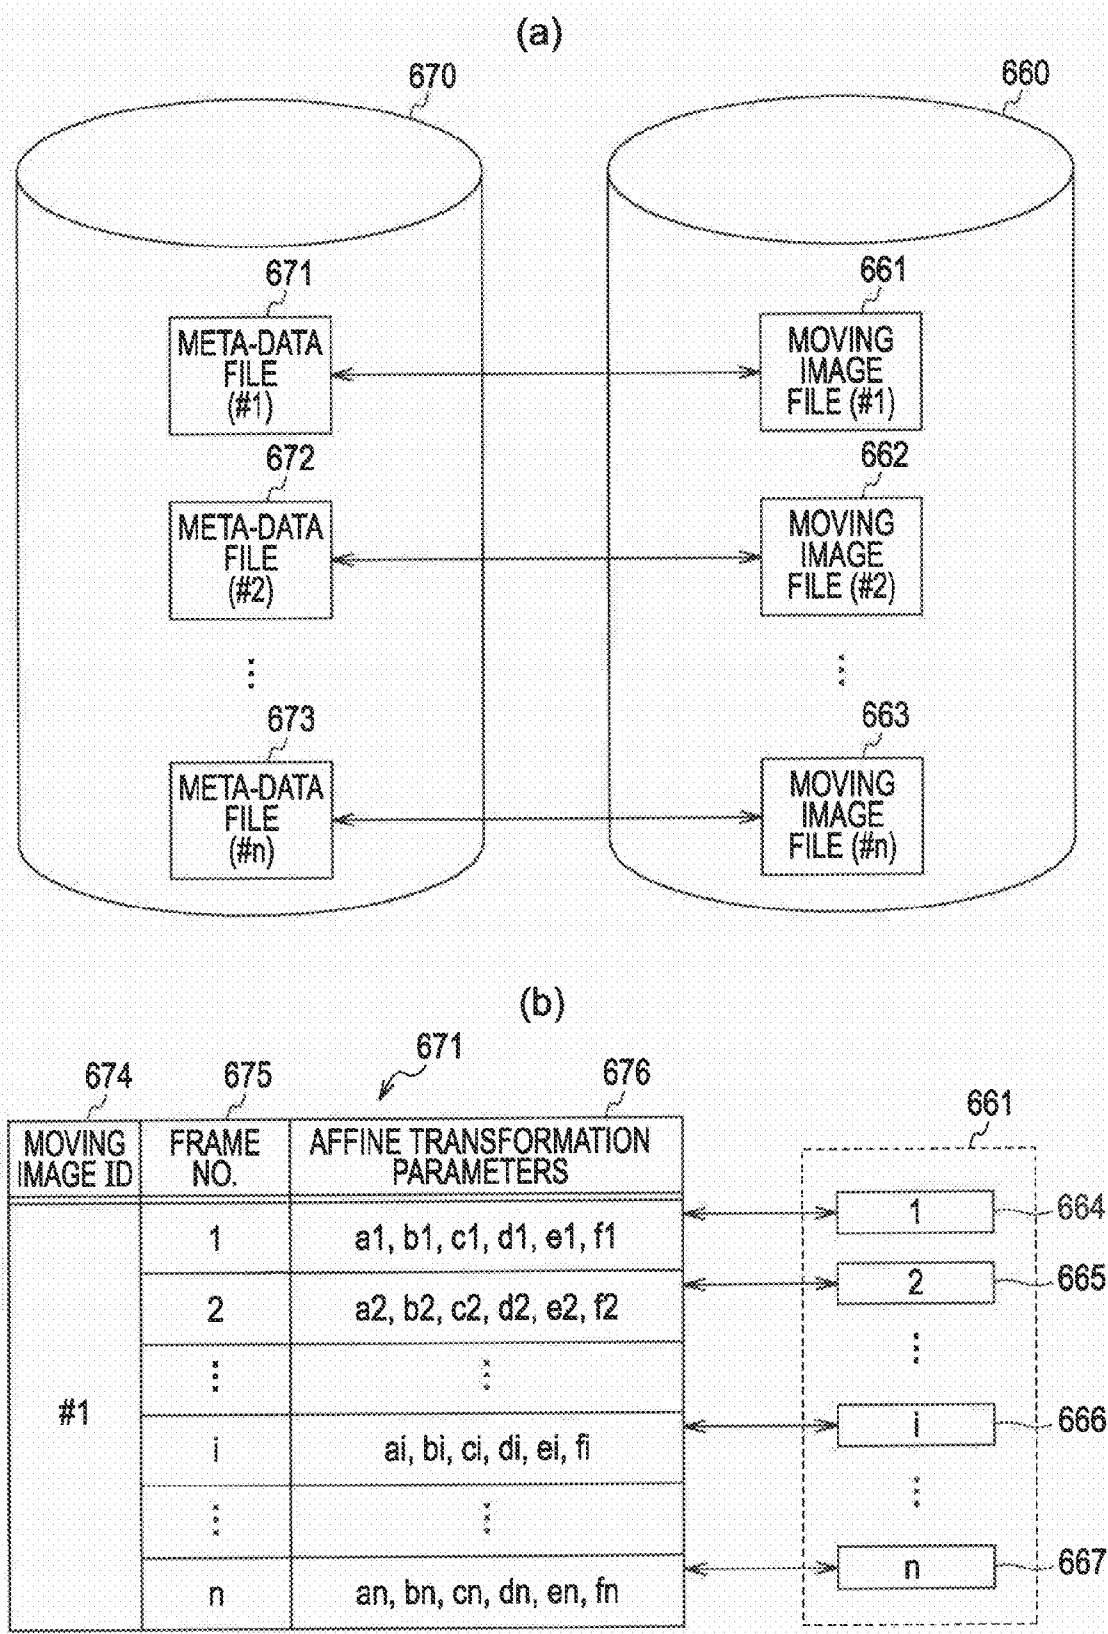 (a)
670
660
671
META-DATA
FILE
(#1)
661
MOVING
IMAGE
FILE (#1)
672
META-DATA
FILE
(#2)
662
MOVING
IMAGE
FILE (#2)
673
META-DATA
FILE
(#n)
663
MOVING
IMAGE
FILE (#n)
(b)
671
674
675
676
661
MOVING
IMAGE ID
FRAME
NO.
AFFINE TRANSFORMATION
PARAMETERS
#1
1
a1, b1, c1, d1, e1, f1
1
664
2
a2, b2, c2, d2, e2, f2
2
665
i
ai, bi, ci, di, ei, fi
i
666
n
an, bn, cn, dn, en, fn
n
667